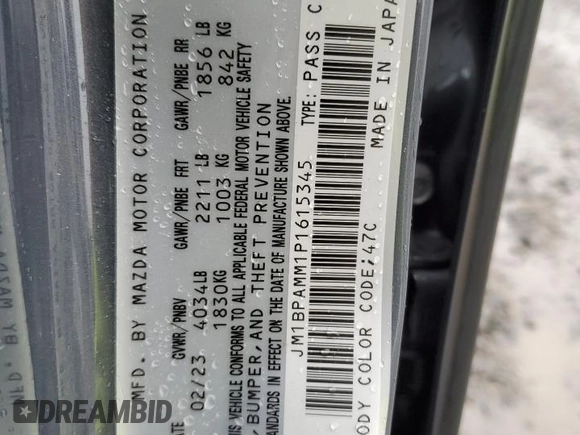 MFD. BY MAZDA MOTOR CORPORATION
DATE GVWR/PNBV GAWR/PNBE FRT GAWR/PNBE RR
02/23 4034LB 2211 LB 1856 LB
1830KG 1003 KG 842 KG
THIS VEHICLE CONFORMS TO ALL APPLICABLE FEDERAL MOTOR VEHICLE SAFETY
BUMPER, AND THEFT PREVENTION
STANDARDS IN EFFECT ON THE DATE OF MANUFACTURE SHOWN ABOVE.
JM1BPAMM1P1615345 TYPE: PASS C
BODY COLOR CODE:47C MADE IN JAPA
DREAMBID